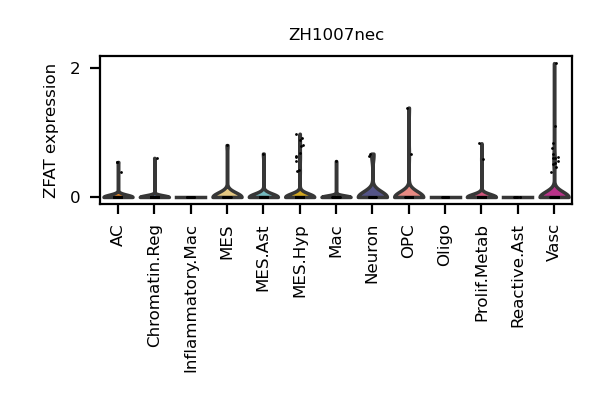 ZH1007nec
ZFAT expression
2
0
AC
Chromatin.Reg
Inflammatory.Mac
MES
MES.Ast
MES.Hyp
Mac
Neuron
OPC
Oligo
Prolif.Metab
Reactive.Ast
Vasc